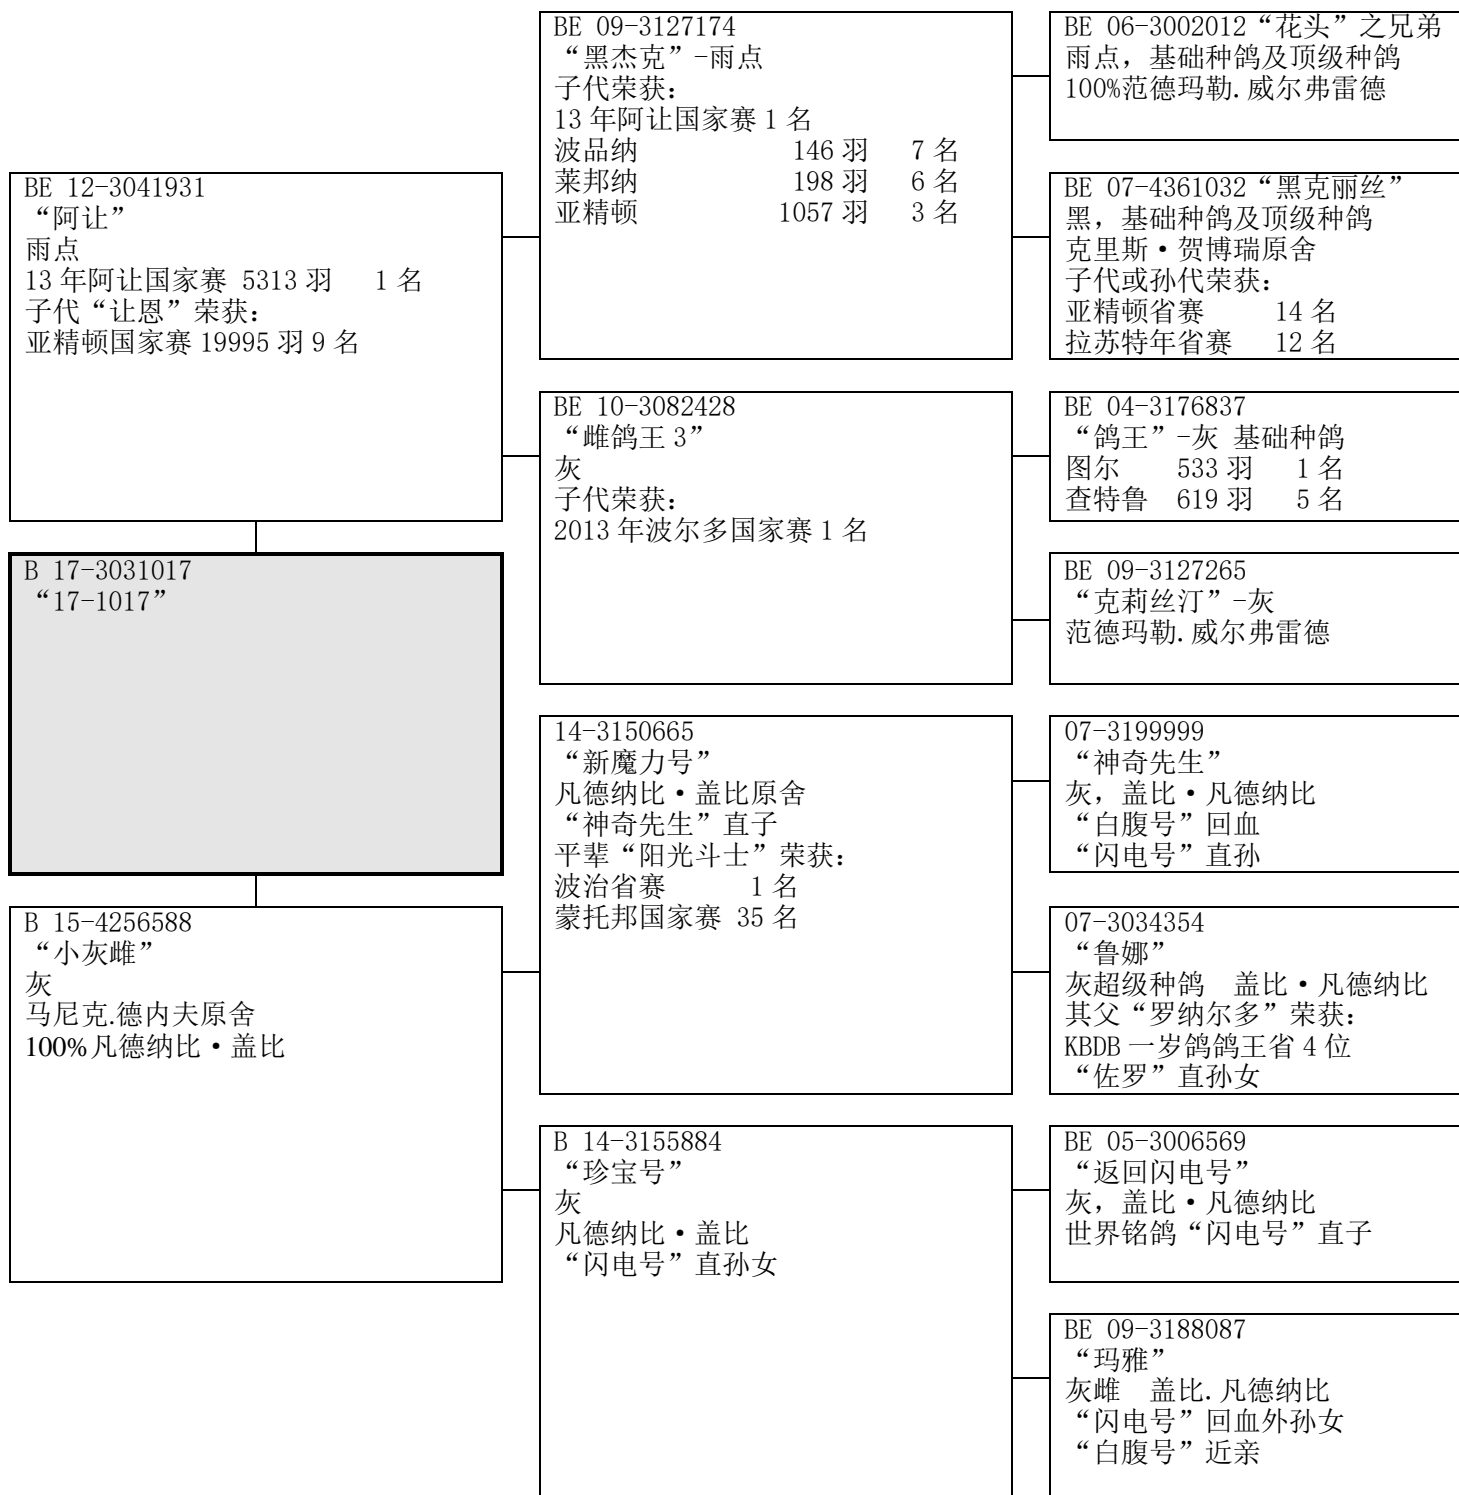 BE 12-3041931
“阿让”
雨点
13 年阿让国家赛 5313 羽 1 名
子代“让恩”荣获：
亚精顿国家赛 19995 羽 9 名
B 17-3031017
“17-1017”
B 15-4256588
“小灰雌”
灰
马尼克.德内夫原舍
100%凡德纳比·盖比
BE 09-3127174
“黑杰克”-雨点
子代荣获：
13 年阿让国家赛 1 名
波品纳 146 羽 7 名
莱邦纳 198 羽 6 名
亚精顿 1057 羽 3 名
BE 10-3082428
“雌鸽王 3”
灰
子代荣获：
2013 年波尔多国家赛 1 名
14-3150665
“新魔力号”
凡德纳比·盖比原舍
“神奇先生”直子
平辈“阳光斗士”荣获：
波治省赛 1 名
蒙托邦国家赛 35 名
B 14-3155884
“珍宝号”
灰
凡德纳比·盖比
“闪电号”直孙女
BE 06-3002012“花头”之兄弟
雨点，基础种鸽及顶级种鸽
100%范德玛勒.威尔弗雷德
BE 07-4361032“黑克丽丝”
黑，基础种鸽及顶级种鸽
克里斯·贺博瑞原舍
子代或孙代荣获：
亚精顿省赛 14 名
拉苏特年省赛 12 名
BE 04-3176837
“鸽王”-灰 基础种鸽
图尔 533 羽 1 名
查特鲁 619 羽 5 名
BE 09-3127265
“克莉丝汀”-灰
范德玛勒.威尔弗雷德
07-3199999
“神奇先生”
灰，盖比·凡德纳比
“白腹号”回血
“闪电号”直孙
07-3034354
“鲁娜”
灰超级种鸽 盖比·凡德纳比
其父“罗纳尔多”荣获：
KBDB 一岁鸽鸽王省 4 位
“佐罗”直孙女
BE 05-3006569
“返回闪电号”
灰，盖比·凡德纳比
世界铭鸽“闪电号”直子
BE 09-3188087
“玛雅”
灰雌 盖比.凡德纳比
“闪电号”回血外孙女
“白腹号”近亲